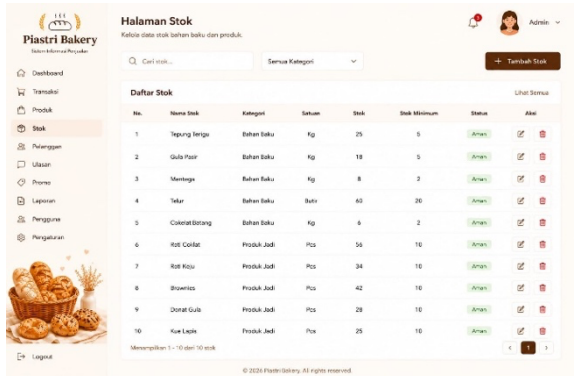 Piastri Bakery
Sistem Informasi Penjualan
Dashboard
Transaksi
Produk
Stok
Pelanggan
Ulasan
Promo
Laporan
Pengguna
Pengaturan
Logout
Halaman Stok
Kelola data stok bahan baku dan produk.
Admin
Cari stok...
Semua Kategori
+ Tambah Stok
Daftar Stok
Lihat Semua
No. Nama Stok Kategori Satuan Stok Stok Minimum Status Aksi
1 Tepung Terigu Bahan Baku Kg 25 5 Aman
2 Gula Pasir Bahan Baku Kg 18 5 Aman
3 Mentega Bahan Baku Kg 8 2 Aman
4 Telur Bahan Baku Butir 60 20 Aman
5 Cokelat Batang Bahan Baku Kg 6 2 Aman
6 Roti Coklat Produk Jadi Pcs 56 10 Aman
7 Roti Keju Produk Jadi Pcs 34 10 Aman
8 Brownies Produk Jadi Pcs 42 10 Aman
9 Donat Gula Produk Jadi Pcs 28 10 Aman
10 Kue Lapis Produk Jadi Pcs 25 10 Aman
Menampilkan 1 - 10 dari 10 stok
< 1 >
© 2026 Piastri Bakery. All rights reserved.